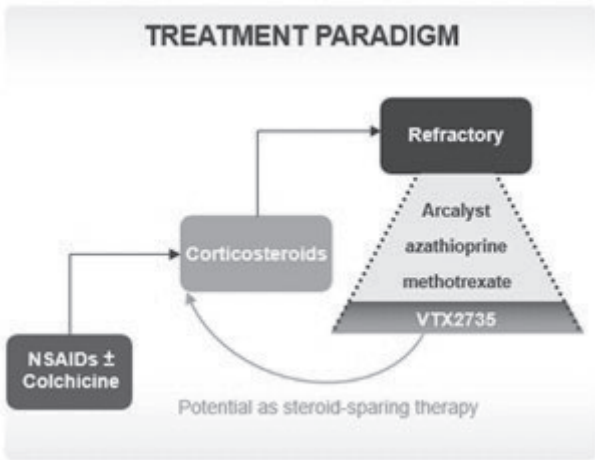 TREATMENT PARADIGM
Refractory
Arcalyst
azathioprine
methotrexate
VTX2735
Corticosteroids
NSAIDs ±
Colchicine
Potential as steroid-sparing therapy